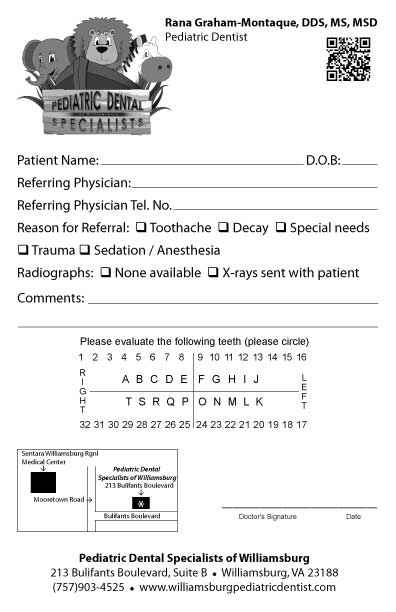 Rana Graham-Montaque, DDS, MS, MSD
Pediatric Dentist
PEDIATRIC DENTAL
SPECIALISTS
Patient Name: D.O.B:
Referring Physician:
Referring Physician Tel. No.
Reason for Referral: ❑ Toothache ❑ Decay ❑ Special needs
❑ Trauma ❑ Sedation / Anesthesia
Radiographs: ❑ None available ❑ X-rays sent with patient
Comments:
Please evaluate the following teeth (please circle)
1 2 3 4 5 6 7 8 9 10 11 12 13 14 15 16
RIGHT
A B C D E F G H I J
T S R Q P O N M L K
LEFT
32 31 30 29 28 27 26 25 24 23 22 21 20 19 18 17
Sentara Williamsburg Rgnl
Medical Center
Pediatric Dental
Specialists of Williamsburg
213 Bulifants Boulevard
Mooretown Road
*
Bulifants Boulevard
Doctor's Signature Date
Pediatric Dental Specialists of Williamsburg
213 Bulifants Boulevard, Suite B • Williamsburg, VA 23188
(757)903-4525 • www.williamsburgpediatricdentist.com